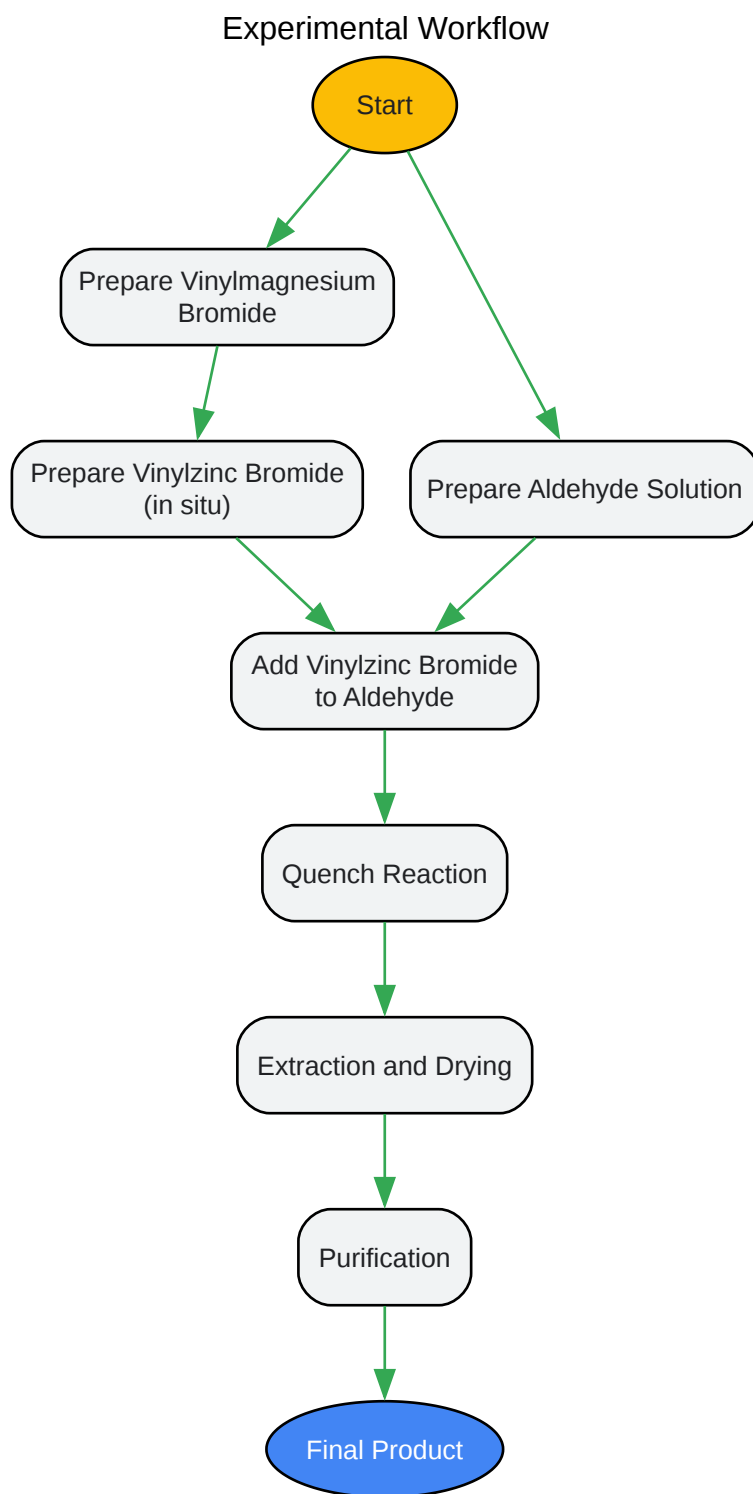 Experimental Workflow
Start
Prepare Vinylmagnesium
Bromide
Prepare Vinylzinc Bromide
(in situ)
Prepare Aldehyde Solution
Add Vinylzinc Bromide
to Aldehyde
Quench Reaction
Extraction and Drying
Purification
Final Product